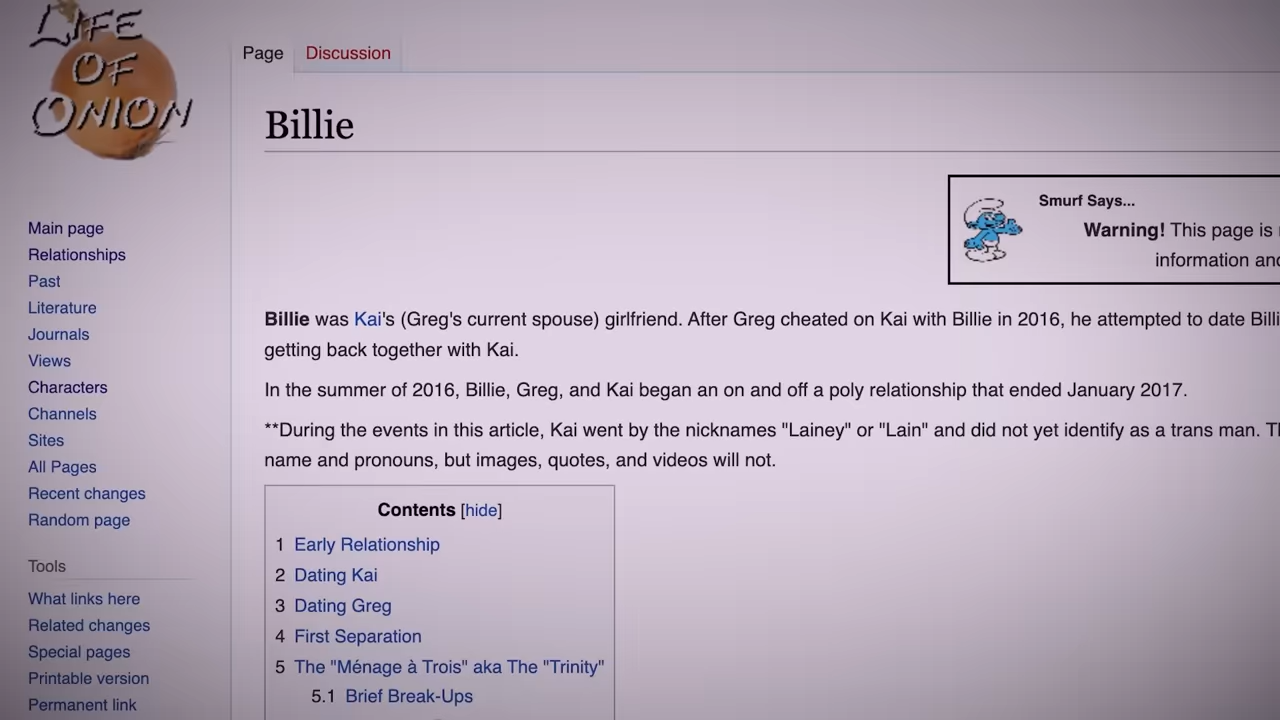 LIFE
OF
ONION
Page
Discussion
Billie
Smurf Says...
Warning! This page is
information and
Main page
Relationships
Past
Literature
Journals
Views
Characters
Channels
Sites
All Pages
Recent changes
Random page
Tools
What links here
Related changes
Special pages
Printable version
Permanent link
Billie was Kai's (Greg's current spouse) girlfriend. After Greg cheated on Kai with Billie in 2016, he attempted to date Billi
getting back together with Kai.
In the summer of 2016, Billie, Greg, and Kai began an on and off a poly relationship that ended January 2017.
**During the events in this article, Kai went by the nicknames "Lainey" or "Lain" and did not yet identify as a trans man.
name and pronouns, but images, quotes, and videos will not.
Contents [hide]
1 Early Relationship
2 Dating Kai
3 Dating Greg
4 First Separation
5 The "Ménage à Trois" aka The "Trinity"
5.1 Brief Break-Ups